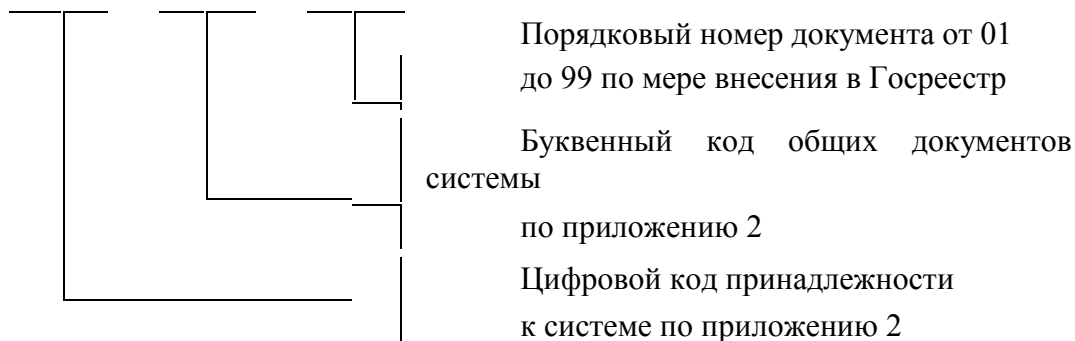 Порядковый номер документа от 01
до 99 по мере внесения в Госреестр
Буквенный код общих документов
системы
по приложению 2
Цифровой код принадлежности
к системе по приложению 2